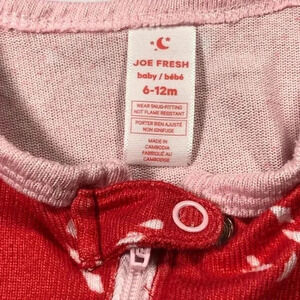 JOE FRESH
baby / bébé
6-12m
WEAR SNUG-FITTING
NOT FLAME RESISTANT
PORTER BIEN AJUSTÉ
NON IGNIFUGE
MADE IN
CAMBODIA
FABRIQUÉ AU
CAMBODGE